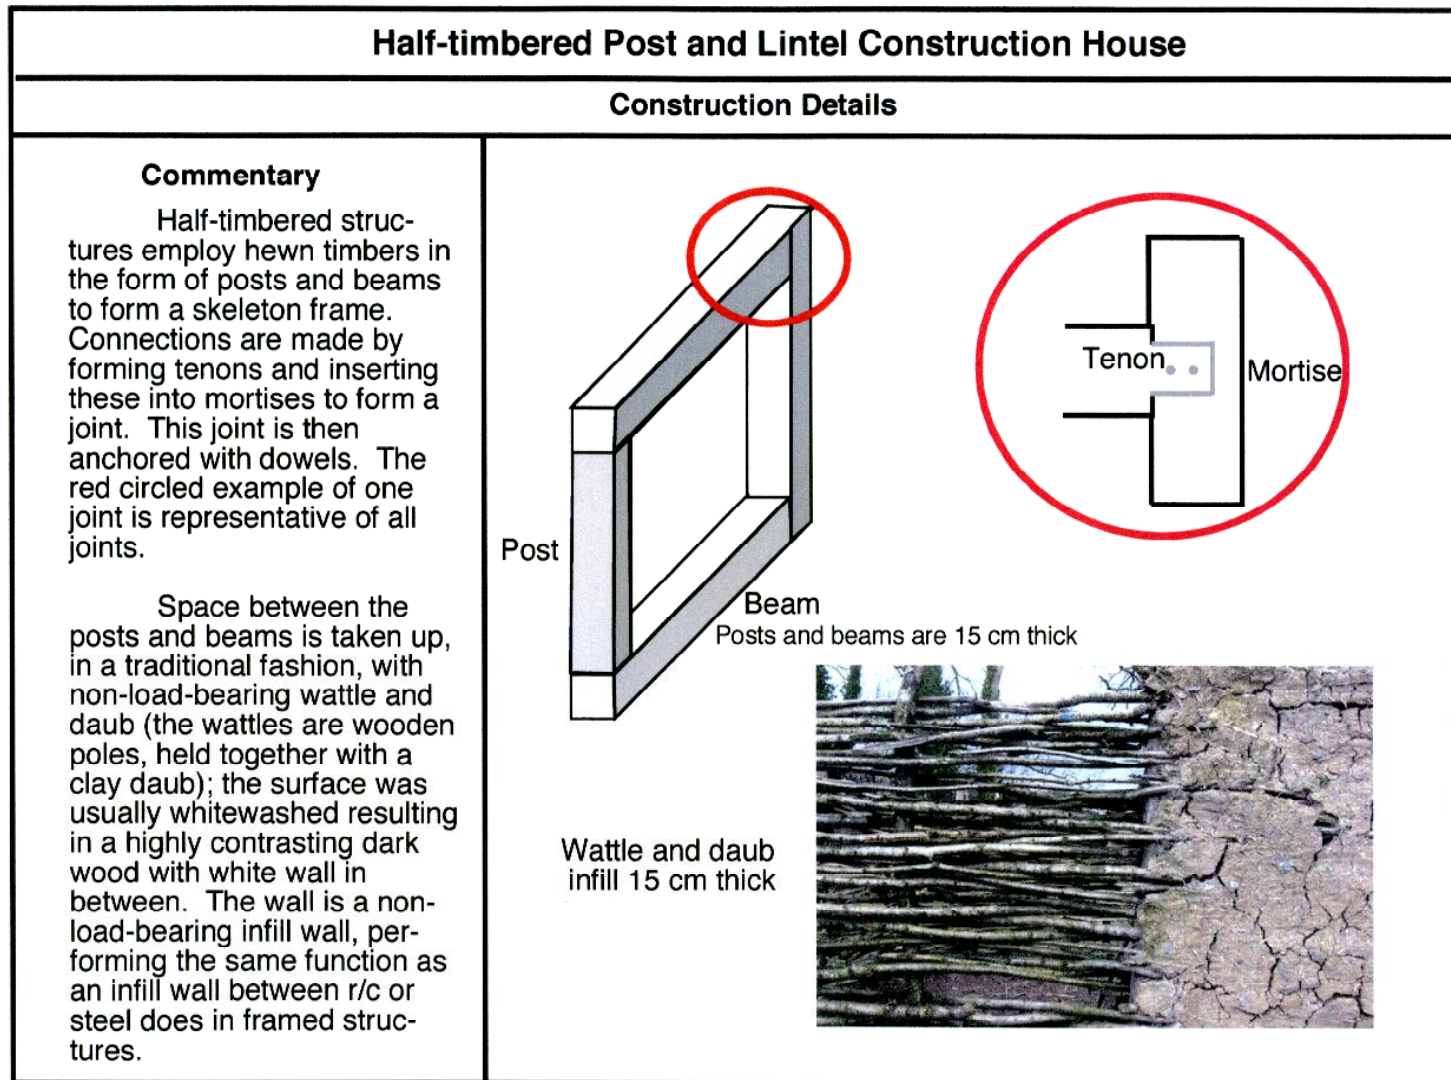 Half-timbered Post and Lintel Construction House
Construction Details
Commentary
Half-timbered struc-
tures employ hewn timbers in
the form of posts and beams
to form a skeleton frame.
Connections are made by
forming tenons and inserting
these into mortises to form a
joint. This joint is then
anchored with dowels. The
red circled example of one
joint is representative of all
joints.
Space between the
posts and beams is taken up,
in a traditional fashion, with
non-load-bearing wattle and
daub (the wattles are wooden
poles, held together with a
clay daub); the surface was
usually whitewashed resulting
in a highly contrasting dark
wood with white wall in
between. The wall is a non-
load-bearing infill wall, per-
forming the same function as
an infill wall between r/c or
steel does in framed struc-
tures.
Tenon
Mortise
Post
Beam
Posts and beams are 15 cm thick
Wattle and daub
infill 15 cm thick